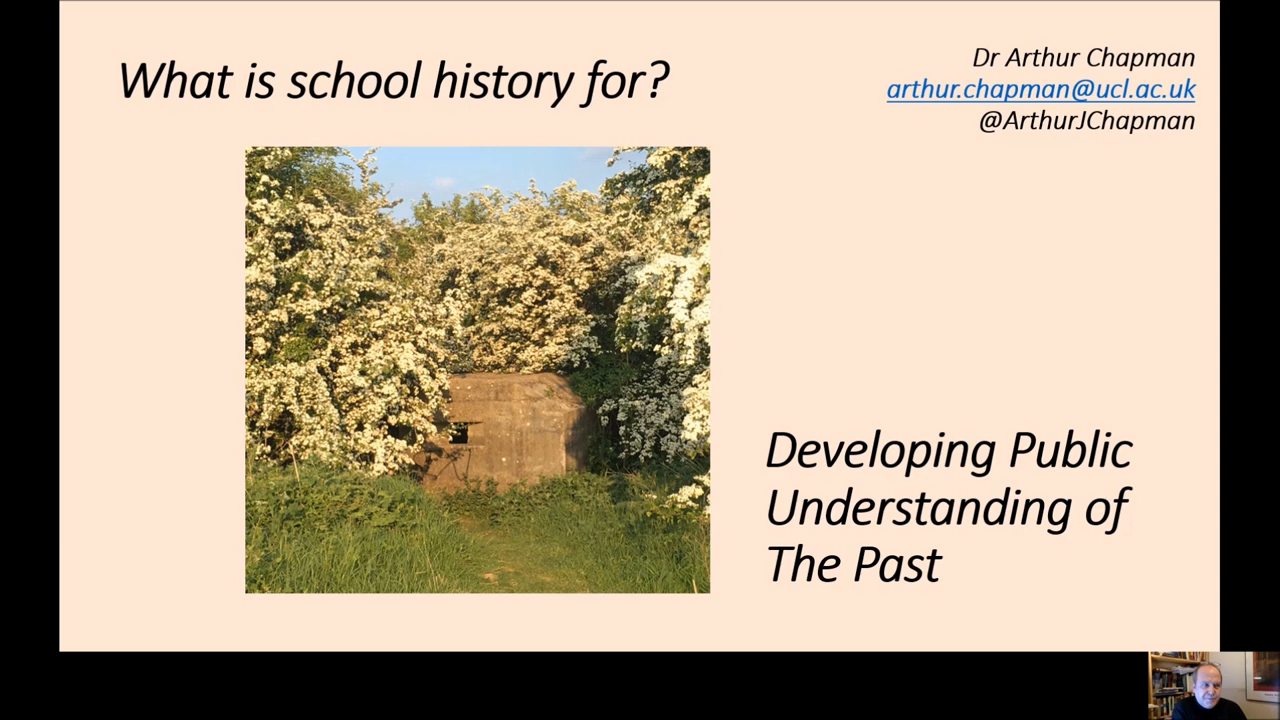 What is school history for?
Dr Arthur Chapman
arthur.chapman@ucl.ac.uk
@ArthurJChapman
Developing Public
Understanding of
The Past